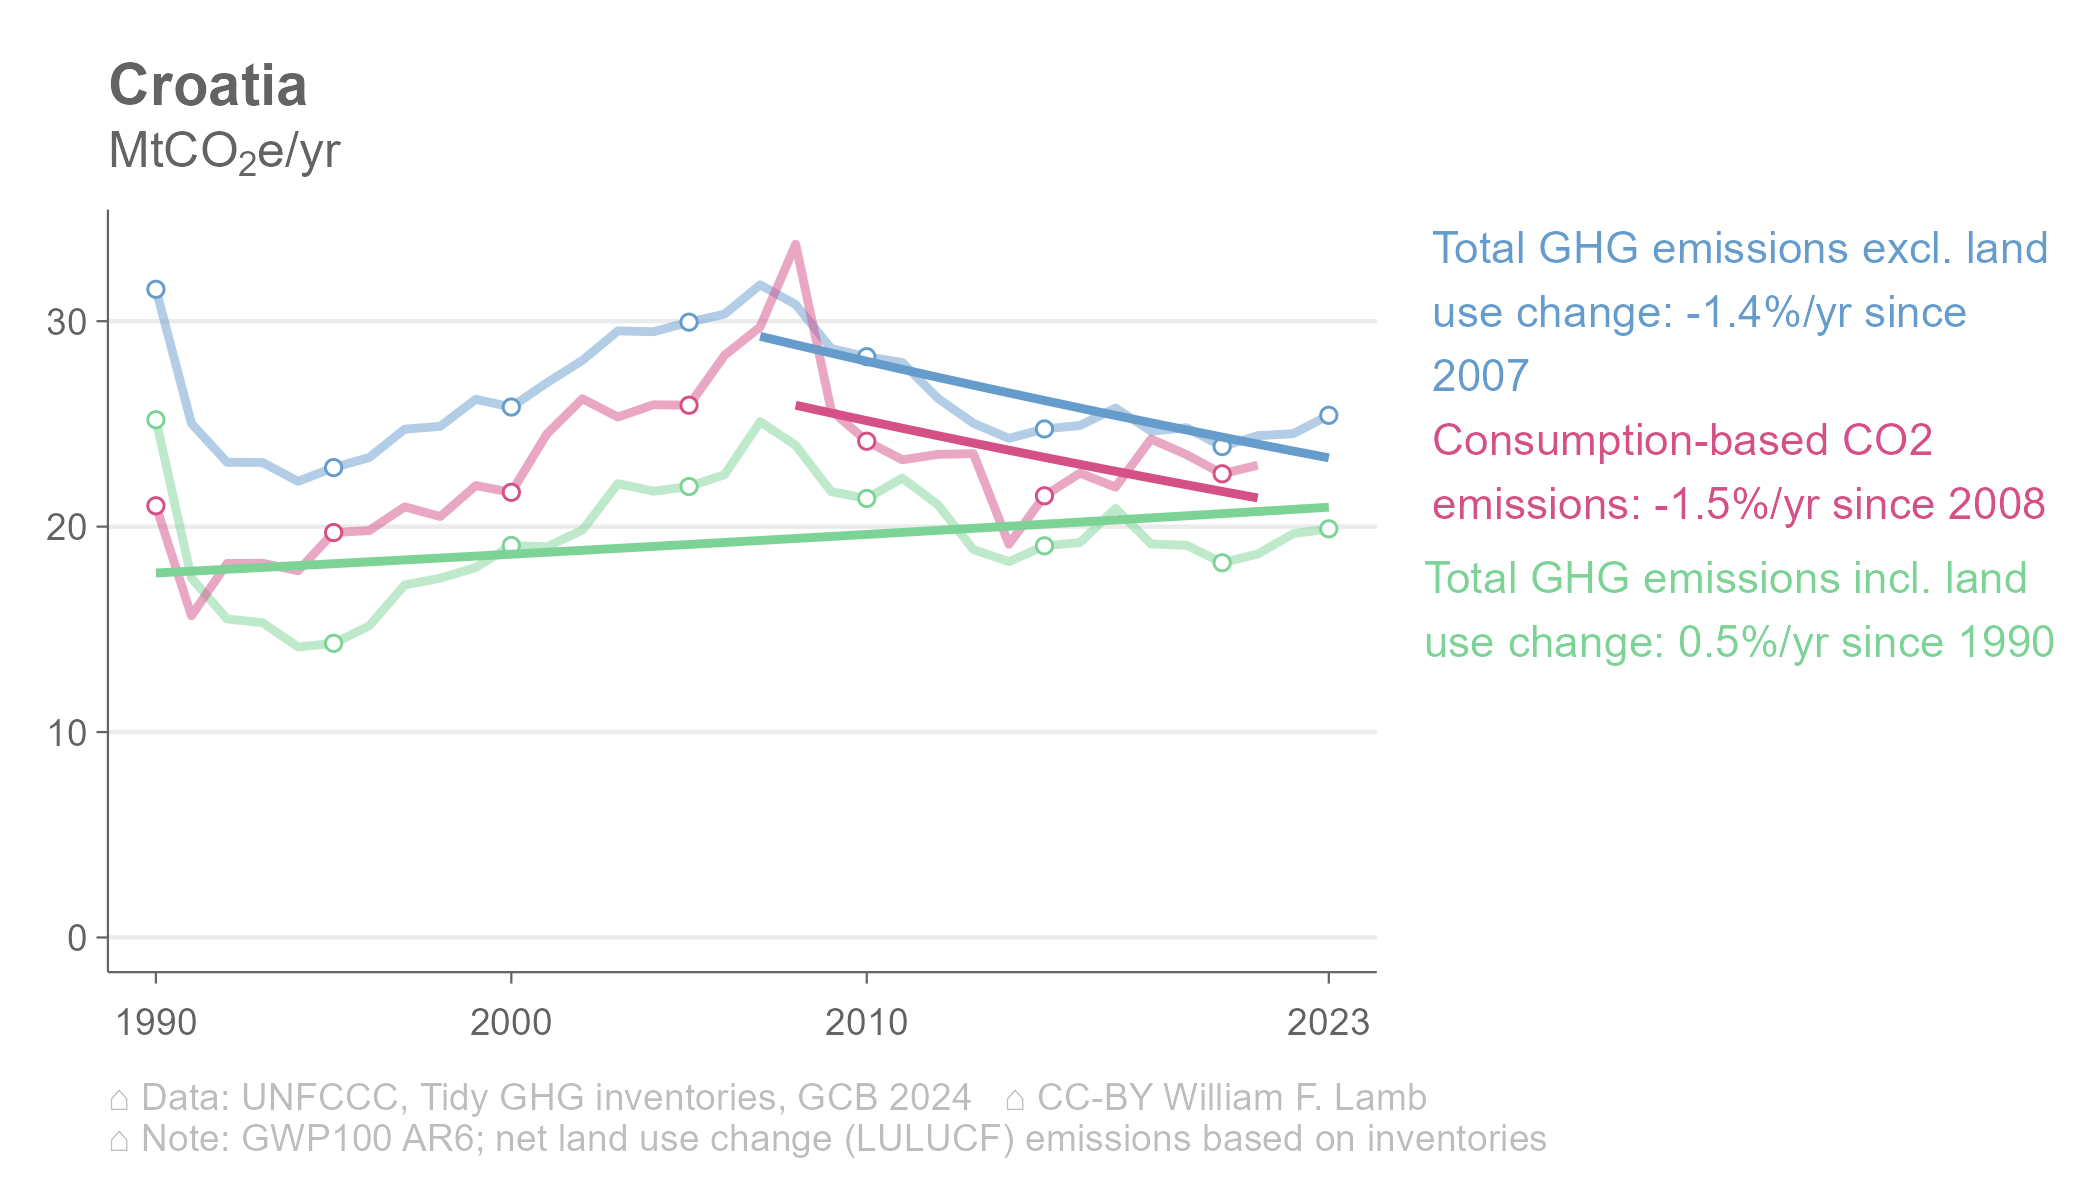 Croatia
MtCO₂e/yr
30
20
10
0
1990 2000 2010 2023
Total GHG emissions excl. land
use change: -1.4%/yr since
2007
Consumption-based CO2
emissions: -1.5%/yr since 2008
Total GHG emissions incl. land
use change: 0.5%/yr since 1990
⌂ Data: UNFCCC, Tidy GHG inventories, GCB 2024 ⌂ CC-BY William F. Lamb
⌂ Note: GWP100 AR6; net land use change (LULUCF) emissions based on inventories